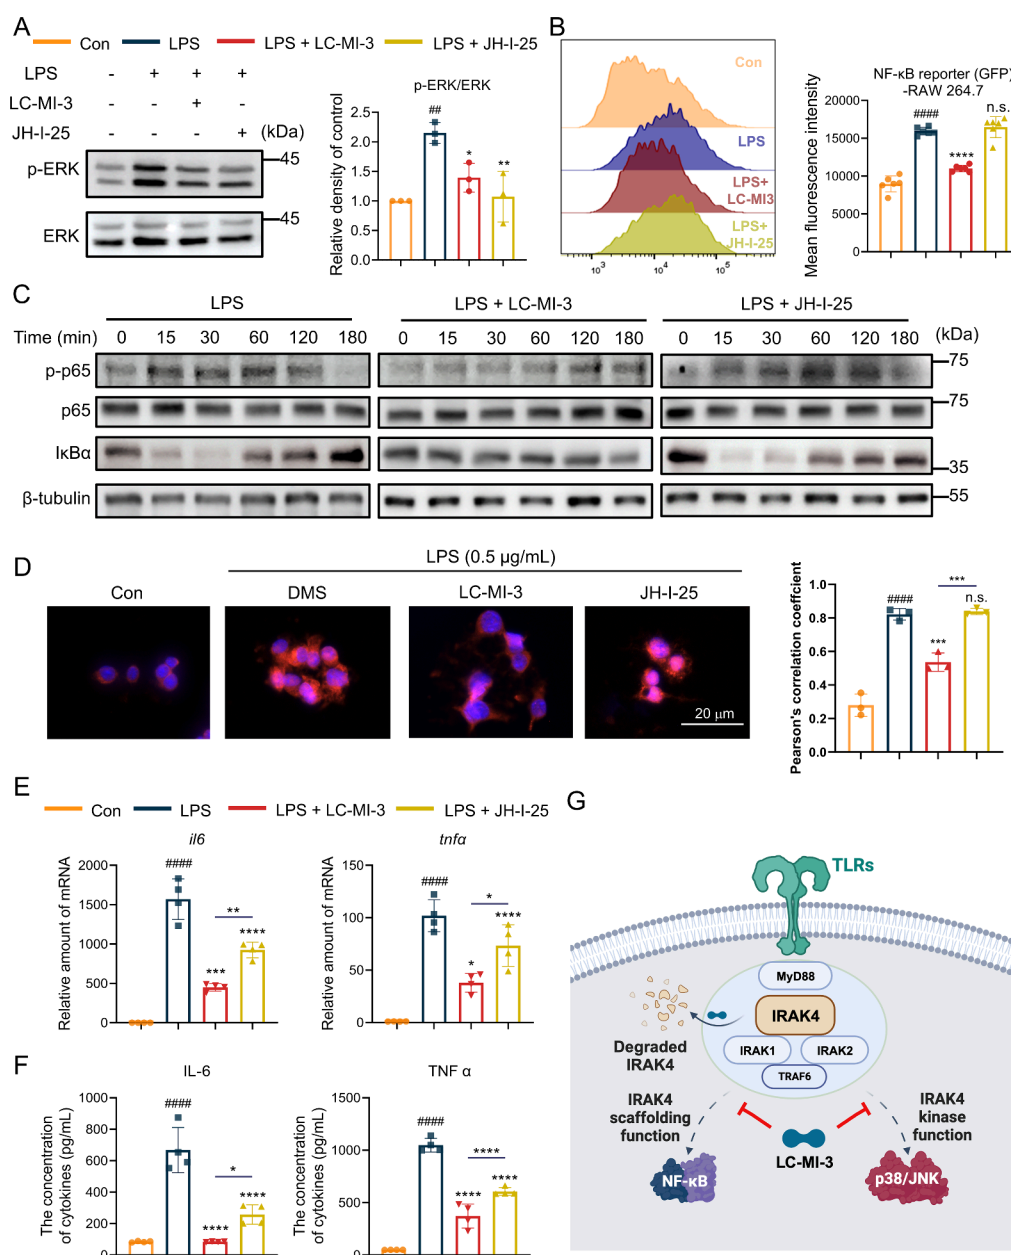 A
Con LPS LPS + LC-MI-3 LPS + JH-I-25
LPS - + + +
LC-MI-3 - - +
JH-I-25 - - + (kDa)
p-ERK 45
ERK 45
p-ERK/ERK
Relative density of control
2.5
2.0
1.5
1.0
0.5
0.0
## * **
B
Con
LPS
LPS+
LC-MI3
LPS+
JH-I-25
10³ 10⁴ 10⁵
NF-κB reporter (GFP)
-RAW 264.7
Mean fluorescence intensity
20000
15000
10000
5000
0
#### **** n.s.
C
LPS LPS + LC-MI-3 LPS + JH-I-25
Time (min) 0 15 30 60 120 180 0 15 30 60 120 180 0 15 30 60 120 180 (kDa)
p-p65 75
p65 75
IκBα 35
β-tubulin 55
D
LPS (0.5 μg/mL)
Con DMS LC-MI-3 JH-I-25
20 μm
Pearson's correlation coeffcient
1.0
0.8
0.6
0.4
0.2
0.0
#### *** *** n.s.
E
Con LPS LPS + LC-MI-3 LPS + JH-I-25
il6
Relative amount of mRNA
2000
1500
1000
500
0
#### *** ** ****
tnfα
Relative amount of mRNA
150
100
50
0
#### * * ****
F
IL-6
The concentration
of cytokines (pg/mL)
1000
800
600
400
200
0
#### **** * ****
TNF α
The concentration
of cytokines (pg/mL)
1500
1000
500
0
#### **** **** ****
G
TLRs
MyD88
IRAK4
IRAK1 IRAK2
TRAF6
Degraded
IRAK4
IRAK4
scaffolding
function
IRAK4
kinase
function
LC-MI-3
NF-κB
p38/JNK